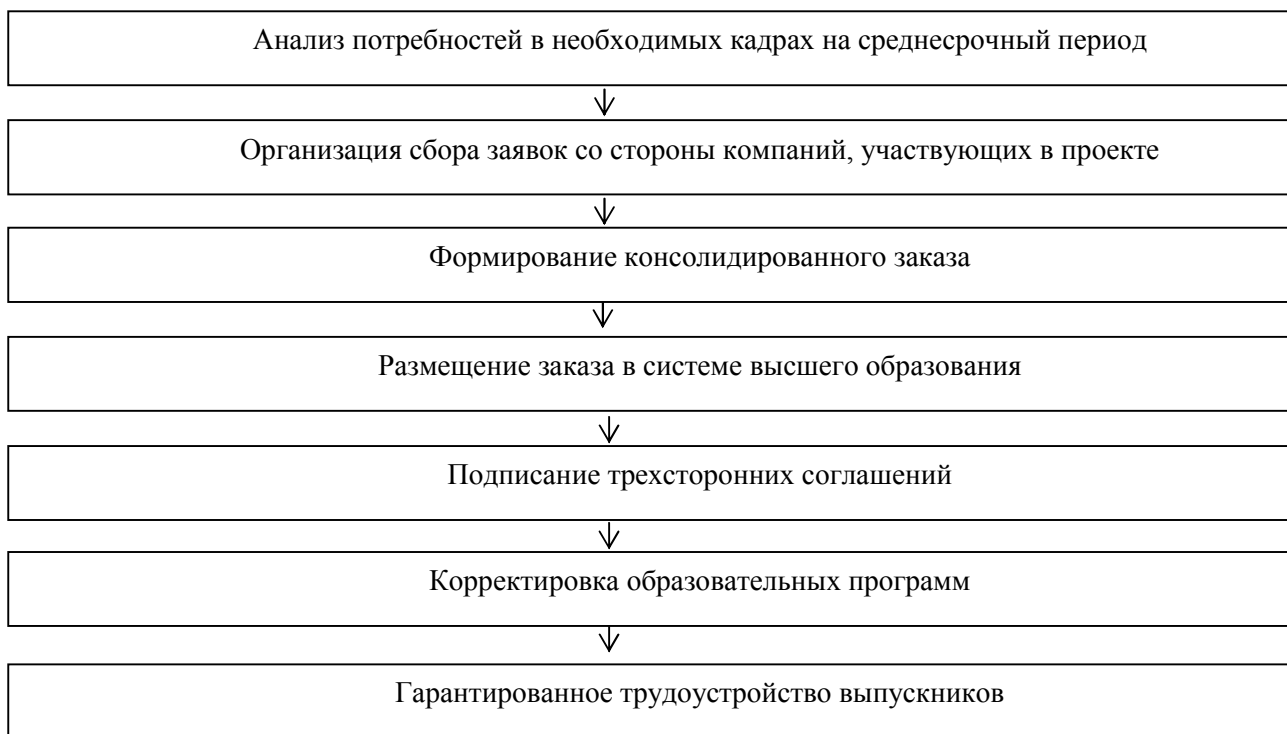 Анализ потребностей в необходимых кадрах на среднесрочный период
Организация сбора заявок со стороны компаний, участвующих в проекте
Формирование консолидированного заказа
Размещение заказа в системе высшего образования
Подписание трехсторонних соглашений
Корректировка образовательных программ
Гарантированное трудоустройство выпускников